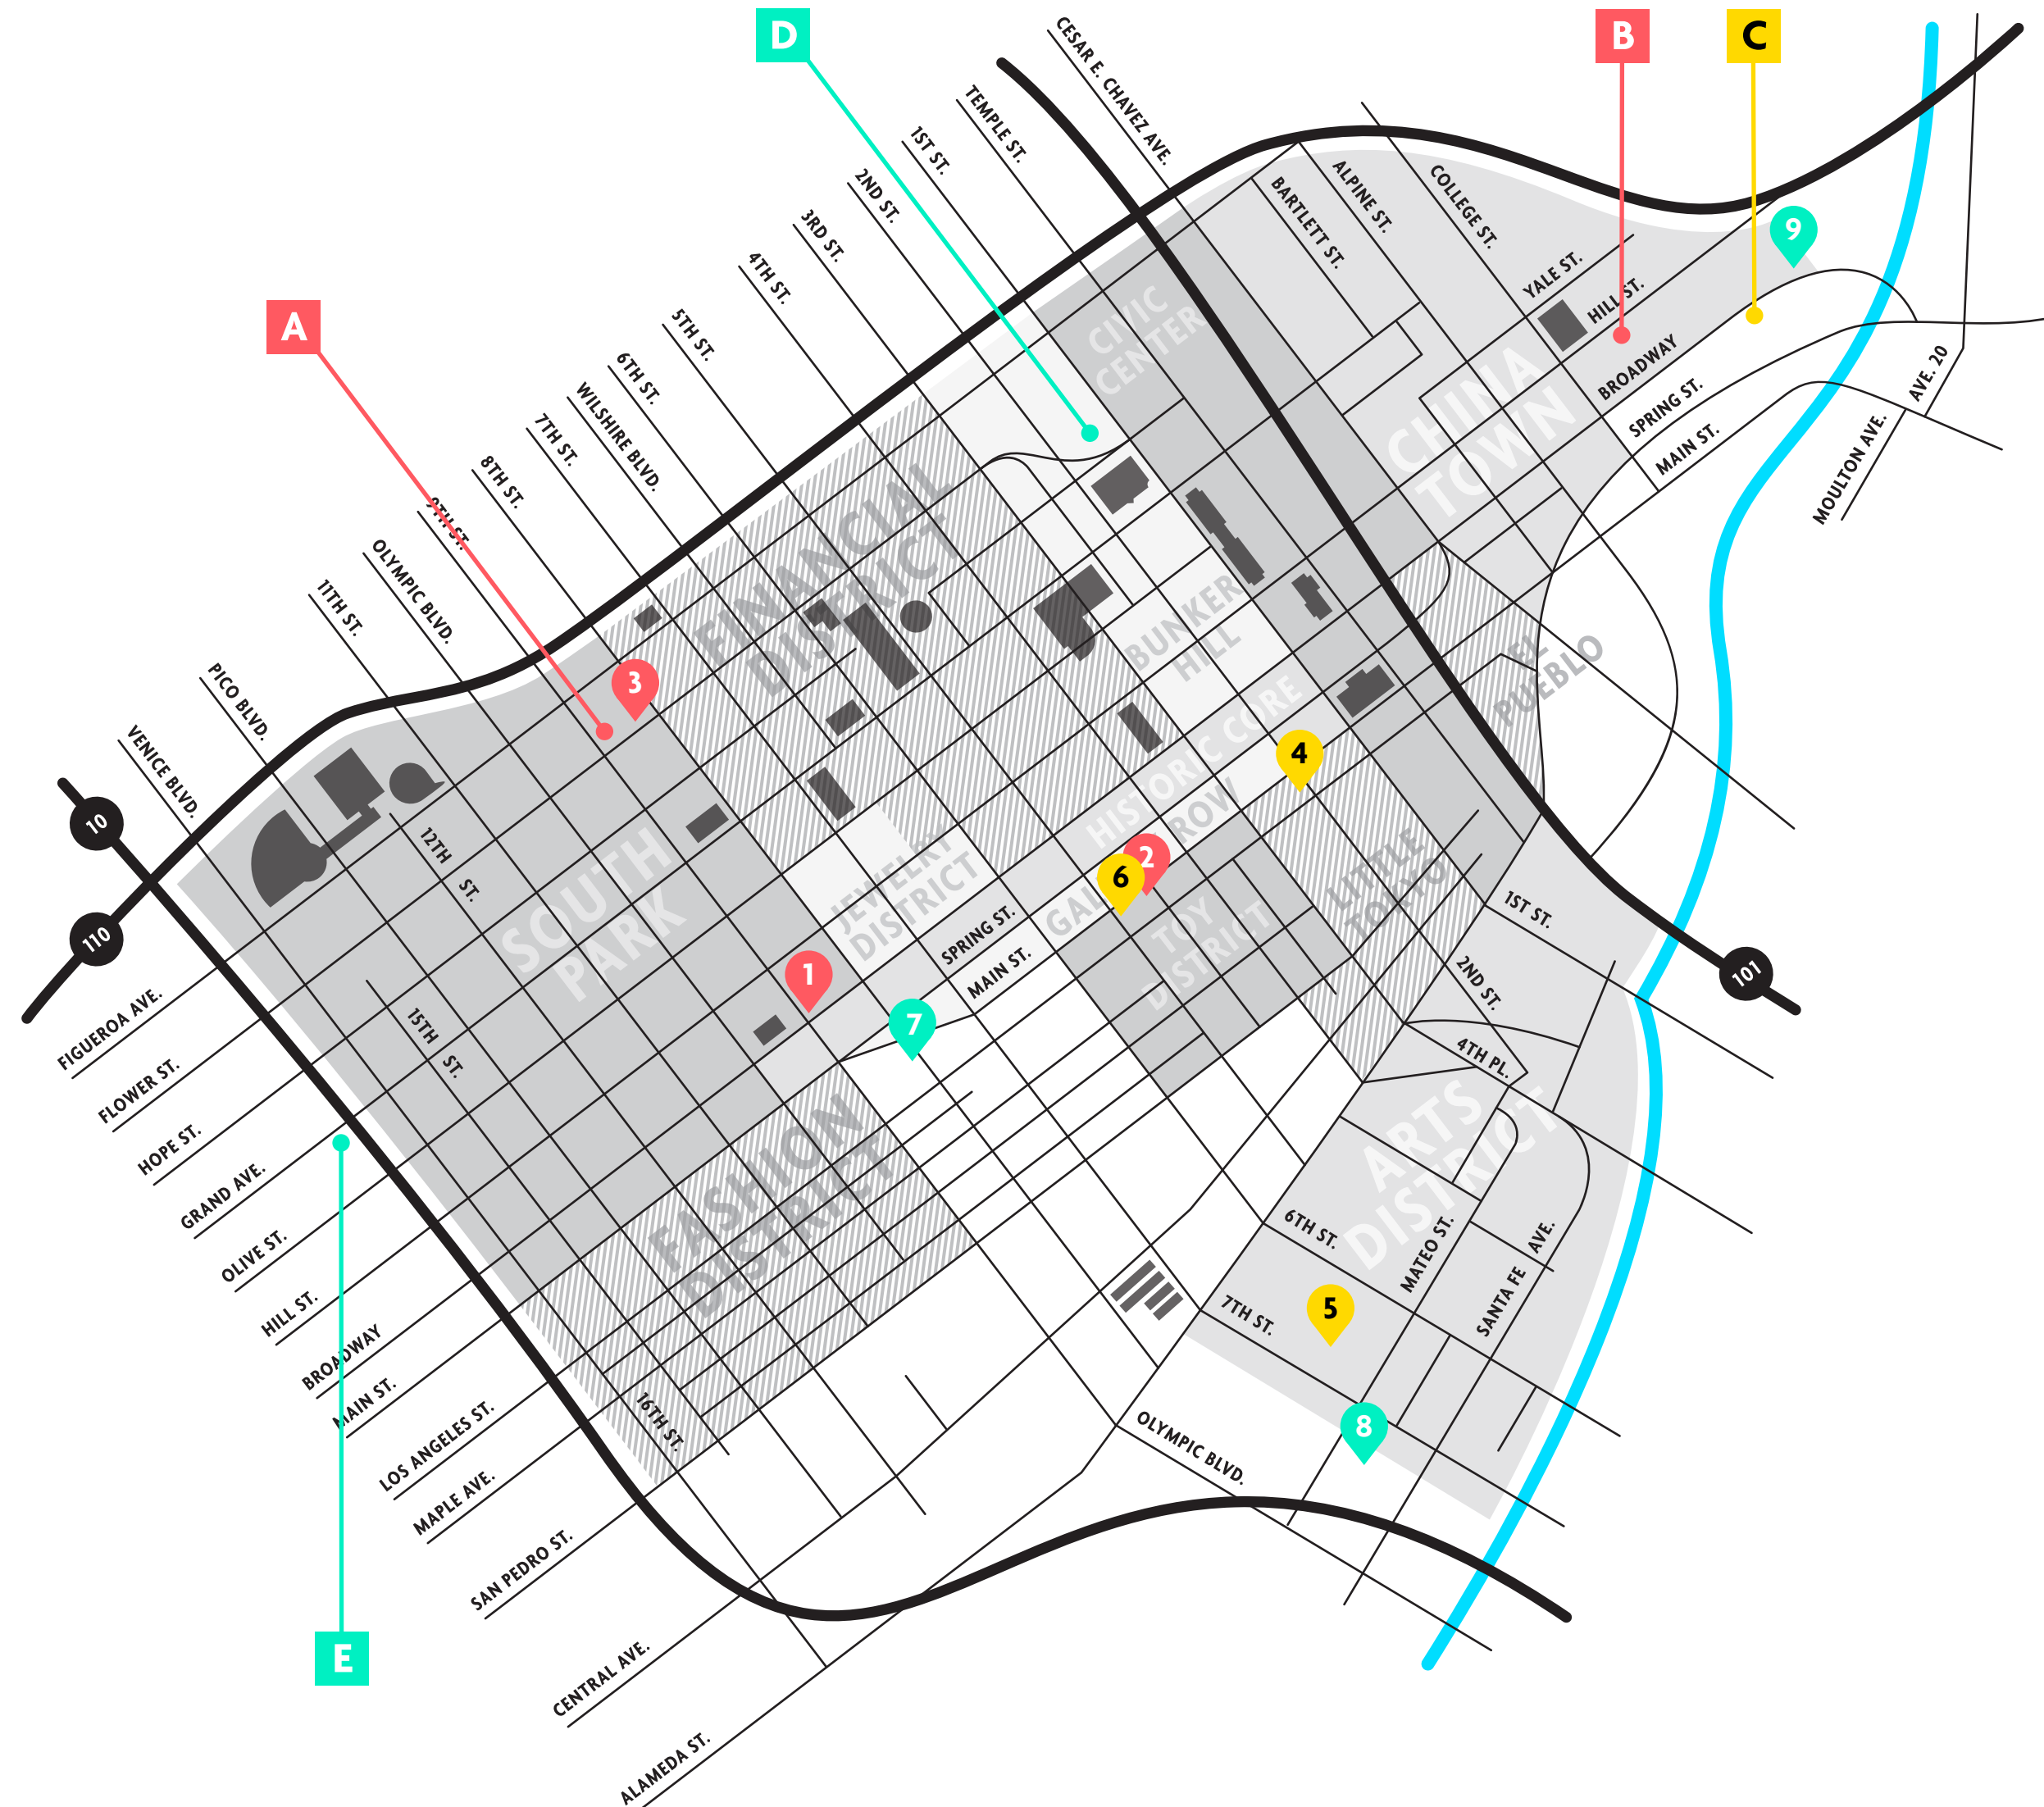 D
B
C
A
E
CESAR E. CHAVEZ AVE.
TEMPLE ST.
1ST ST.
2ND ST.
3RD ST.
4TH ST.
5TH ST.
6TH ST.
WILSHIRE BLVD.
7TH ST.
8TH ST.
9TH ST.
OLYMPIC BLVD.
11TH ST.
PICO BLVD.
VENICE BLVD.
12TH ST.
15TH ST.
16TH ST.
BARTLETT ST.
ALPINE ST.
COLLEGE ST.
YALE ST.
HILL ST.
BROADWAY
SPRING ST.
MAIN ST.
MOULTON AVE.
AVE. 20
9
CIVIC
CENTER
CHINA
TOWN
FINANCIAL
DISTRICT
BUNKER
HILL
EL
PUEBLO
HISTORIC CORE
ROW
TOY
DISTRICT
LITTLE
TOKYO
JEWELRY
DISTRICT
SOUTH
PARK
FASHION
DISTRICT
ARTS
DISTRICT
3
4
2
6
1
7
5
8
SPRING ST.
MAIN ST.
1ST ST.
2ND ST.
4TH PL.
6TH ST.
7TH ST.
MATEO ST.
SANTA FE AVE.
OLYMPIC BLVD.
10
110
101
FIGUEROA AVE.
FLOWER ST.
HOPE ST.
GRAND AVE.
OLIVE ST.
HILL ST.
BROADWAY
MAIN ST.
LOS ANGELES ST.
MAPLE AVE.
SAN PEDRO ST.
CENTRAL AVE.
ALAMEDA ST.